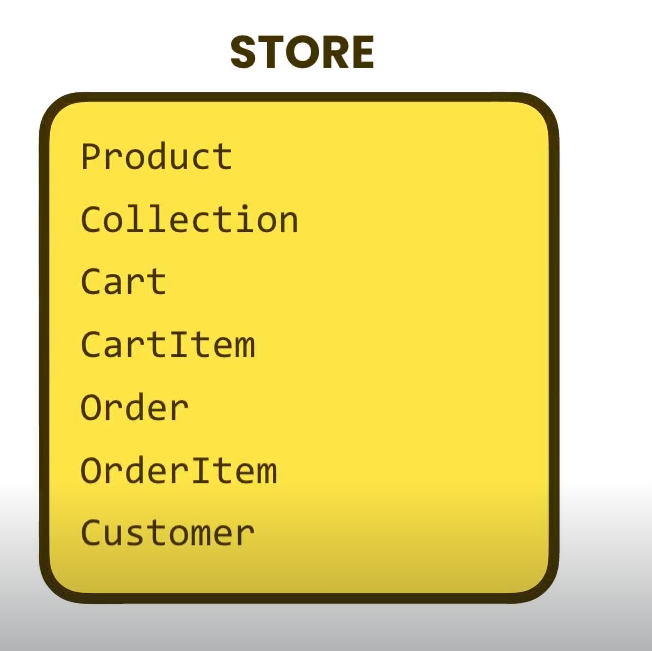 STORE
Product
Collection
Cart
CartItem
Order
OrderItem
Customer